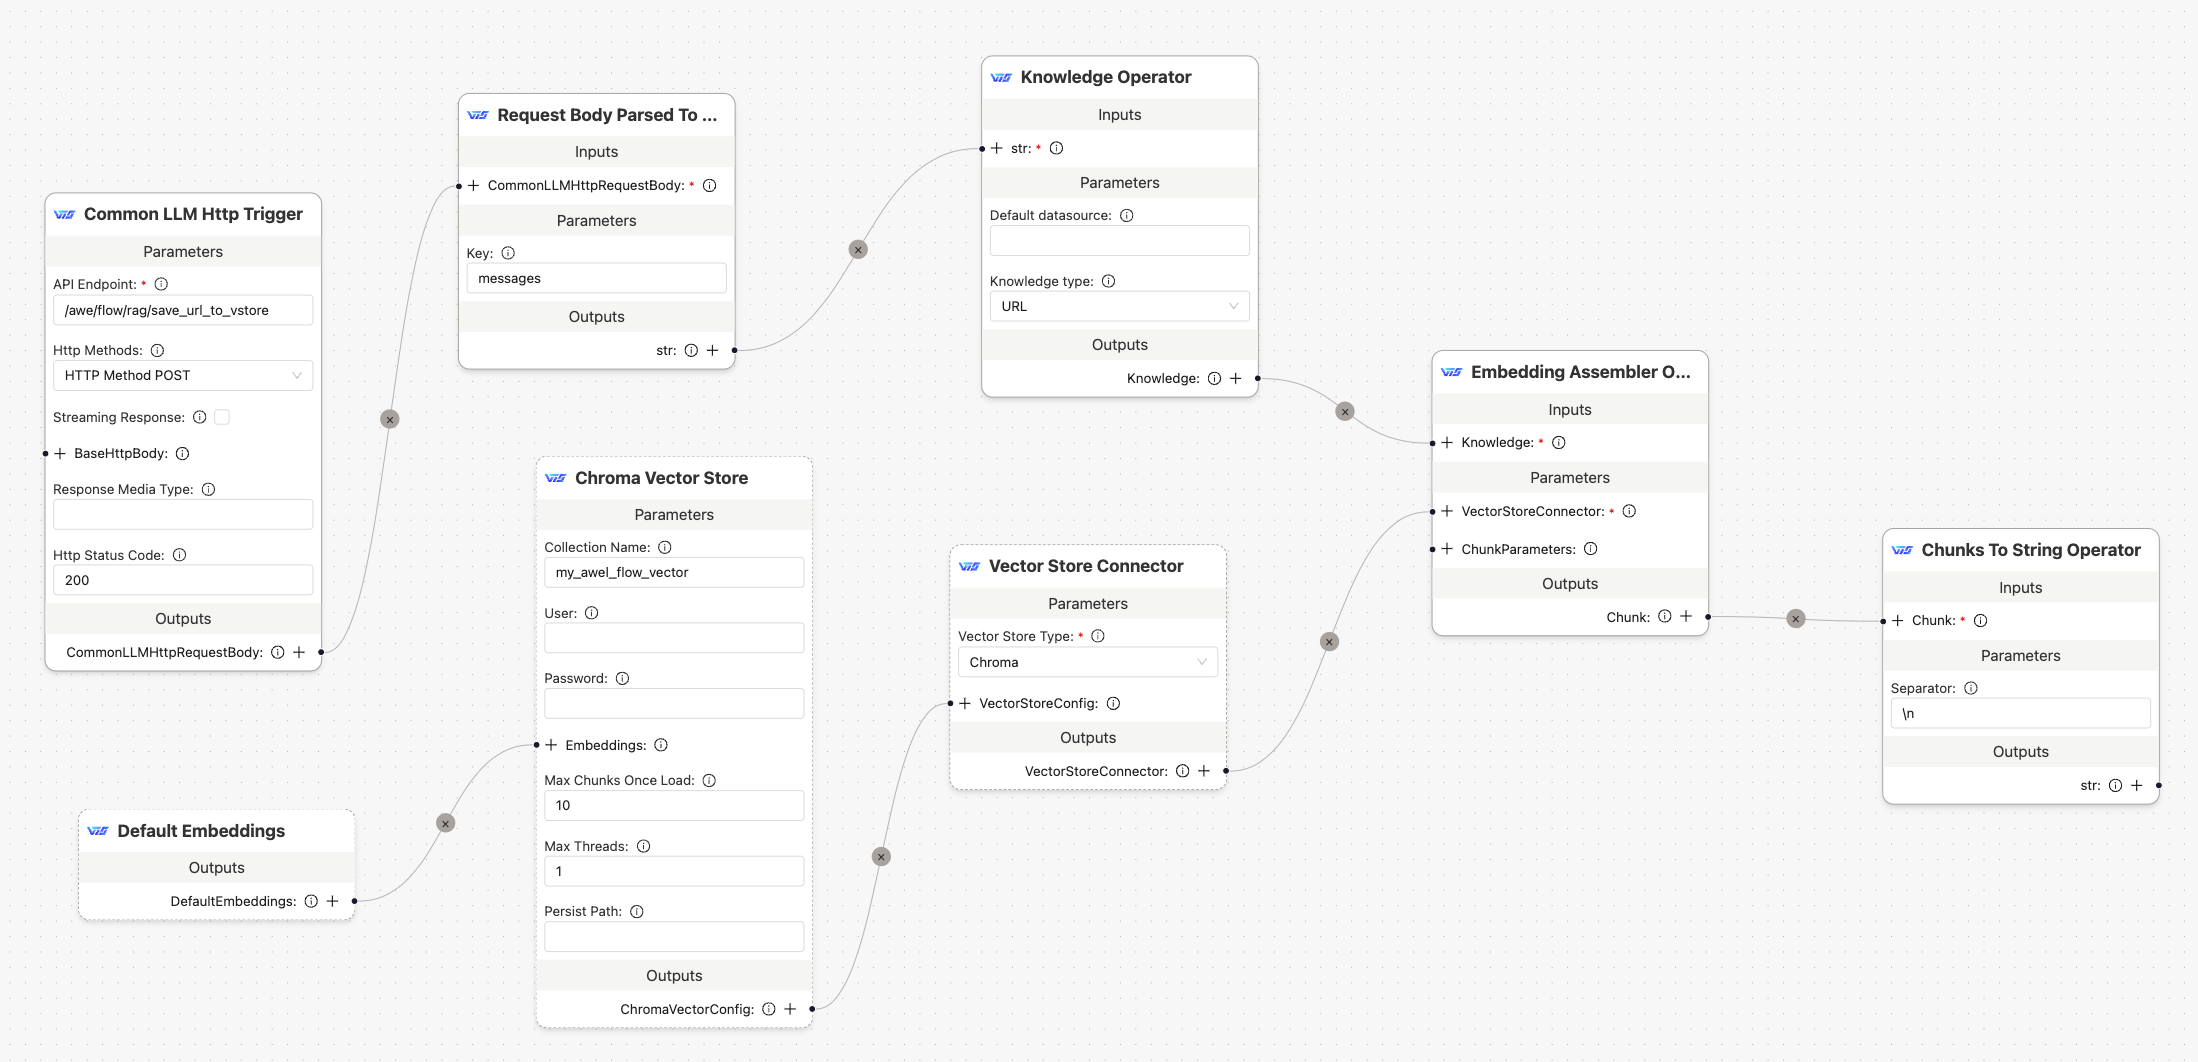 Common LLM Http Trigger
Parameters
API Endpoint: *
/awe/flow/rag/save_url_to_vstore
Http Methods:
HTTP Method POST
Streaming Response:
BaseHttpBody:
Response Media Type:
Http Status Code:
200
Outputs
CommonLLMHttpRequestBody:
Request Body Parsed To ...
Inputs
CommonLLMHttpRequestBody: *
Parameters
Key:
messages
Outputs
str:
Knowledge Operator
Inputs
str: *
Parameters
Default datasource:
Knowledge type:
URL
Outputs
Knowledge:
Default Embeddings
Outputs
DefaultEmbeddings:
Chroma Vector Store
Parameters
Collection Name:
my_awel_flow_vector
User:
Password:
Embeddings:
Max Chunks Once Load:
10
Max Threads:
1
Persist Path:
Outputs
ChromaVectorConfig:
Vector Store Connector
Parameters
Vector Store Type: *
Chroma
VectorStoreConfig:
Outputs
VectorStoreConnector:
Embedding Assembler O...
Inputs
Knowledge: *
Parameters
VectorStoreConnector: *
ChunkParameters:
Outputs
Chunk:
Chunks To String Operator
Inputs
Chunk: *
Parameters
Separator:
\n
Outputs
str: